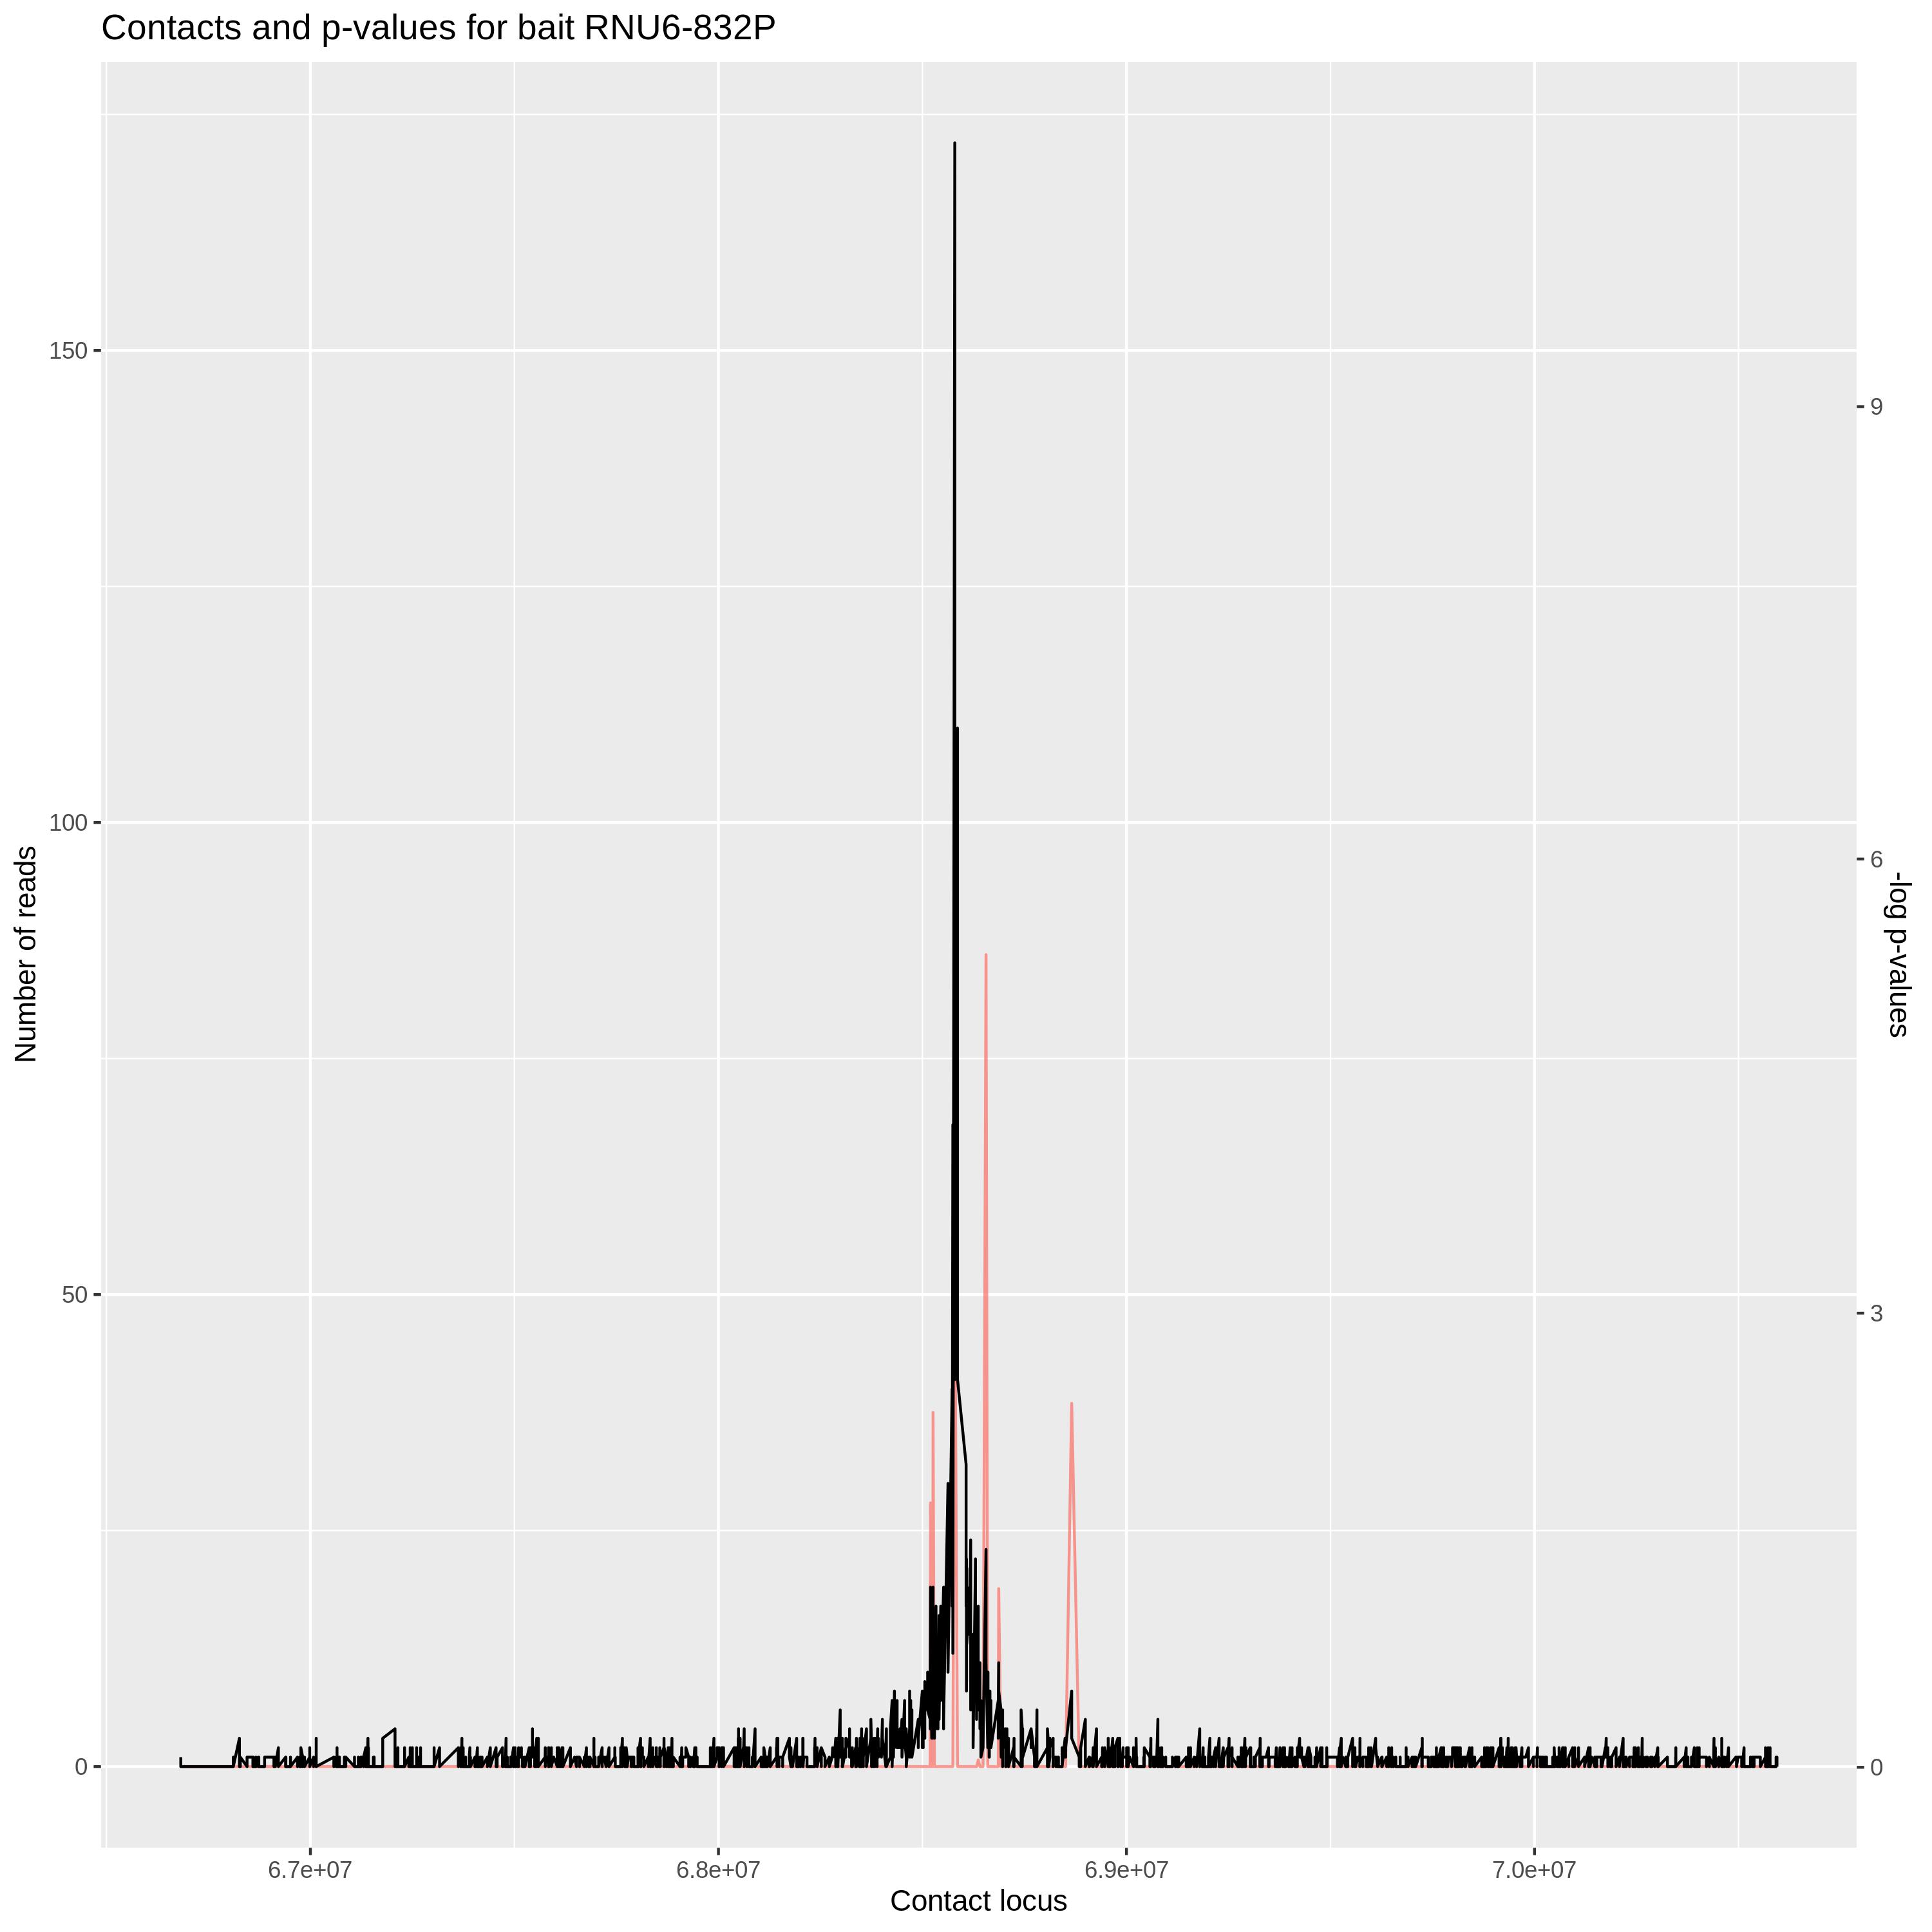 Contacts and p-values for bait RNU6-832P
150
100
50
0
9
6
3
0
Number of reads
-log p-values
6.7e+07
6.8e+07
6.9e+07
7.0e+07
Contact locus